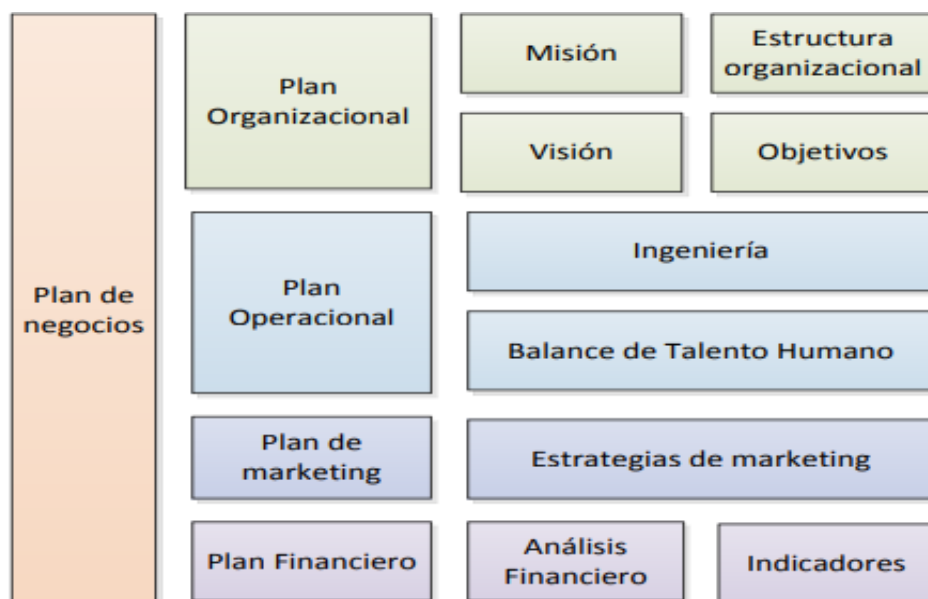 Plan de
negocios
Plan
Organizacional
Misión
Estructura
organizacional
Visión
Objetivos
Plan
Operacional
Ingeniería
Balance de Talento Humano
Plan de
marketing
Estrategias de marketing
Plan Financiero
Análisis
Financiero
Indicadores